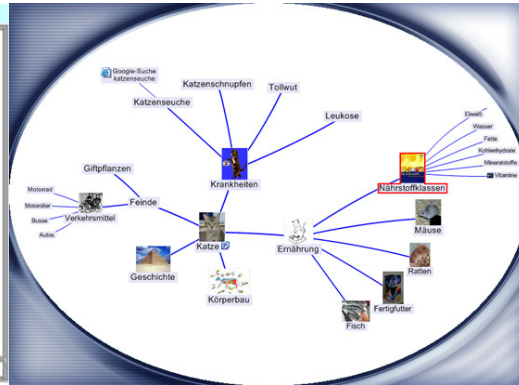 Google-Suche
katzenseuche
Katzenseuche
Katzenschnupfen
Tollwut
Leukose
Krankheiten
Giftpflanzen
Feinde
Motorrad
Motoroller
Busse
Autos
Verkehrsmittel
Katze
Geschichte
Körperbau
Ernährung
Nährstoffklassen
Eiweiß
Wasser
Fette
Kohlenhydrate
Mineralstoffe
Vitamine
Mäuse
Ratten
Fertigfutter
Fisch